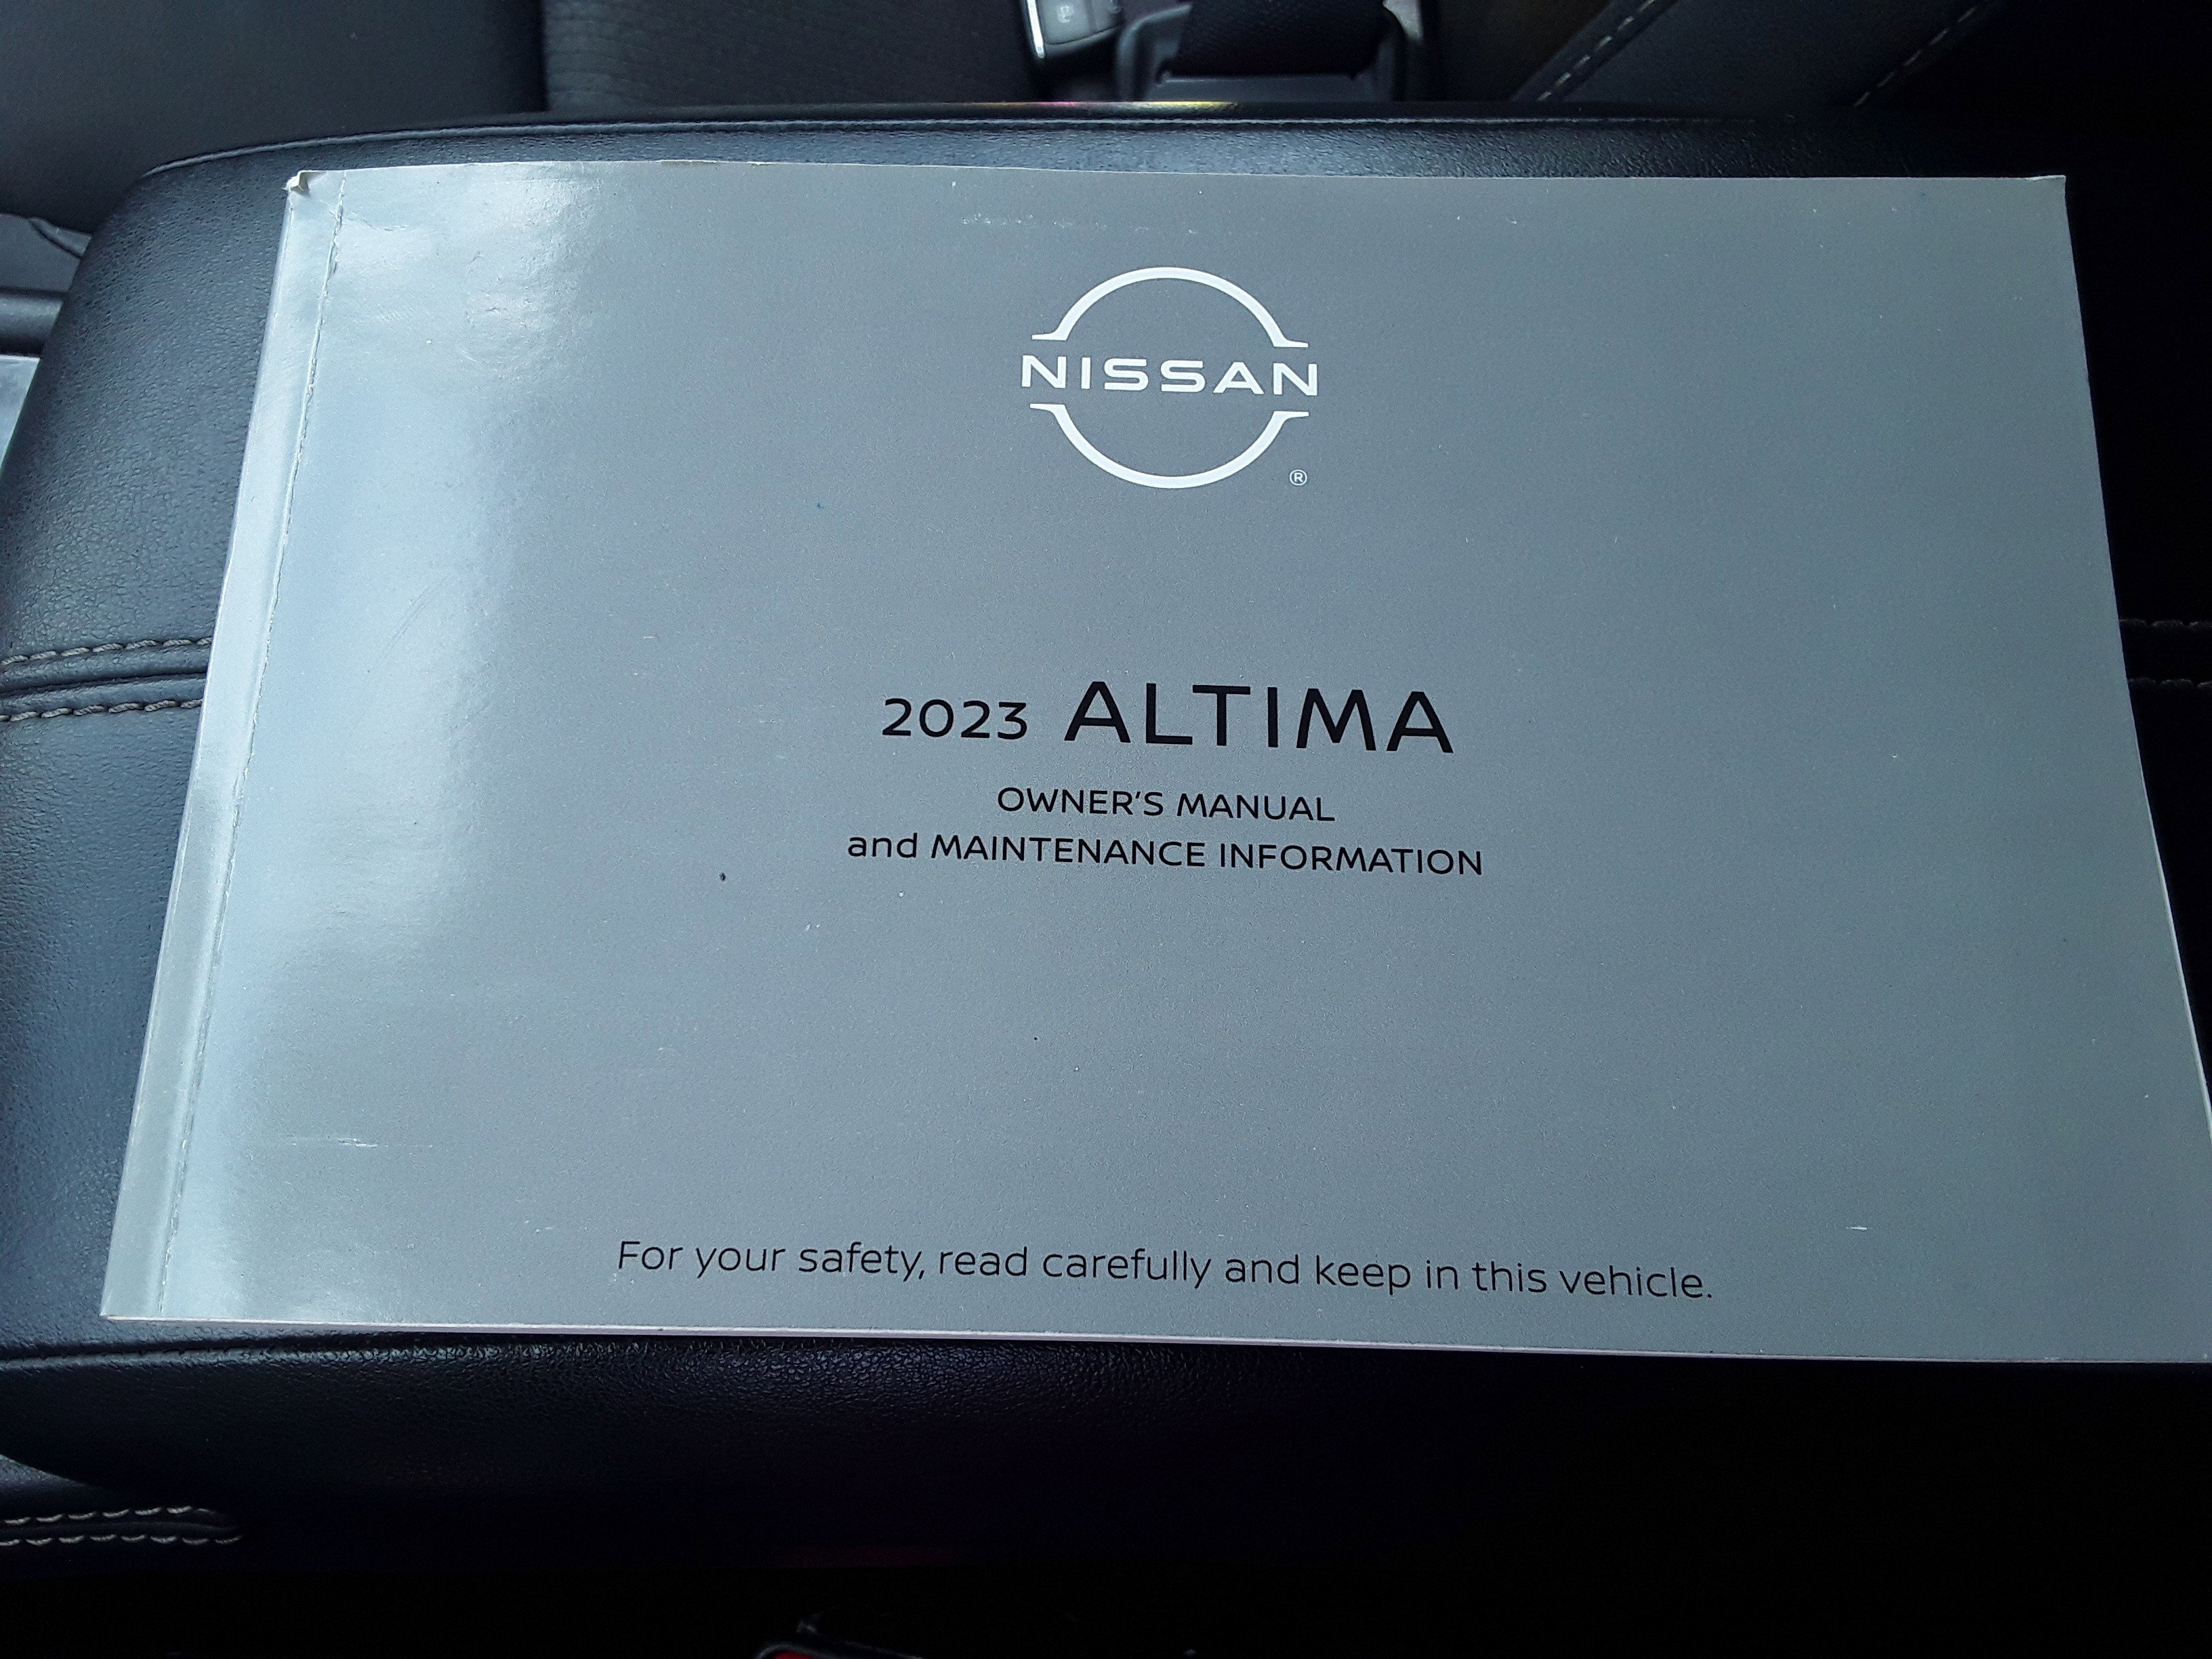 NISSAN
®
2023 ALTIMA
OWNER'S MANUAL
and MAINTENANCE INFORMATION
For your safety, read carefully and keep in this vehicle.